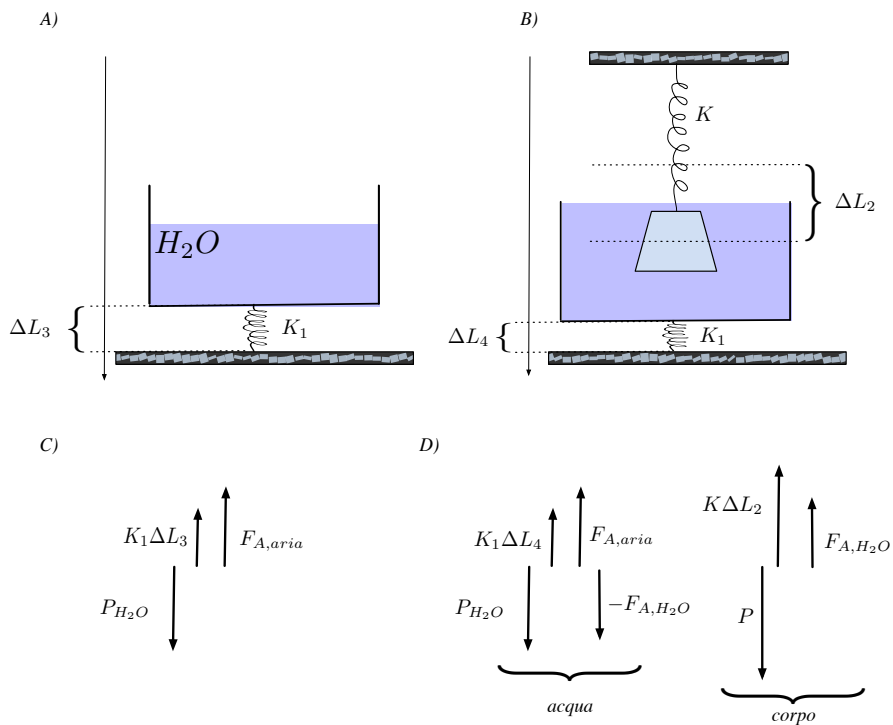 A)
B)
K
ΔL₂
H₂O
ΔL₃
K₁
ΔL₄
K₁
C)
D)
K₁ΔL₃
F_{A,aria}
P_{H₂O}
K₁ΔL₄
F_{A,aria}
P_{H₂O}
−F_{A,H₂O}
acqua
KΔL₂
F_{A,H₂O}
P
corpo